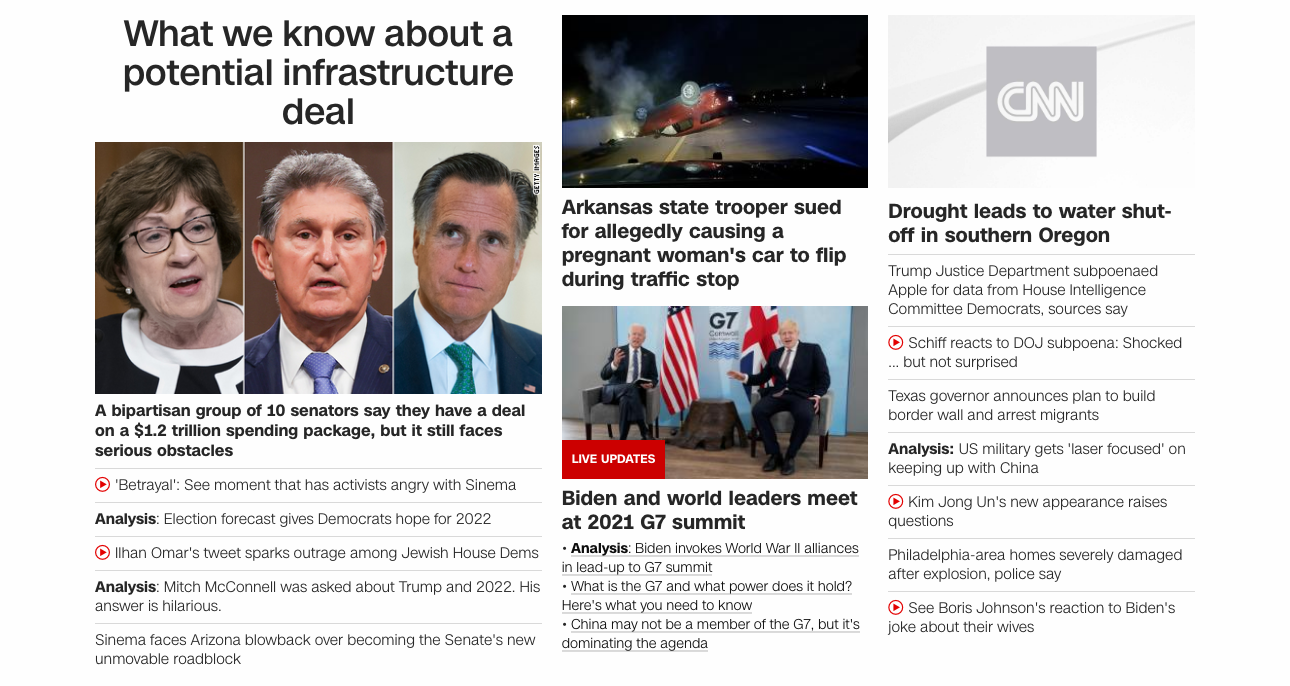 What we know about a
potential infrastructure
deal
GETTY IMAGES
A bipartisan group of 10 senators say they have a deal
on a $1.2 trillion spending package, but it still faces
serious obstacles
'Betrayal': See moment that has activists angry with Sinema
Analysis: Election forecast gives Democrats hope for 2022
Ilhan Omar's tweet sparks outrage among Jewish House Dems
Analysis: Mitch McConnell was asked about Trump and 2022. His
answer is hilarious.
Sinema faces Arizona blowback over becoming the Senate's new
unmovable roadblock
Arkansas state trooper sued
for allegedly causing a
pregnant woman's car to flip
during traffic stop
G7
Cornwall
LIVE UPDATES
Biden and world leaders meet
at 2021 G7 summit
• Analysis: Biden invokes World War II alliances
in lead-up to G7 summit
• What is the G7 and what power does it hold?
Here's what you need to know
• China may not be a member of the G7, but it's
dominating the agenda
CNN
Drought leads to water shut-
off in southern Oregon
Trump Justice Department subpoenaed
Apple for data from House Intelligence
Committee Democrats, sources say
Schiff reacts to DOJ subpoena: Shocked
... but not surprised
Texas governor announces plan to build
border wall and arrest migrants
Analysis: US military gets 'laser focused' on
keeping up with China
Kim Jong Un's new appearance raises
questions
Philadelphia-area homes severely damaged
after explosion, police say
See Boris Johnson's reaction to Biden's
joke about their wives